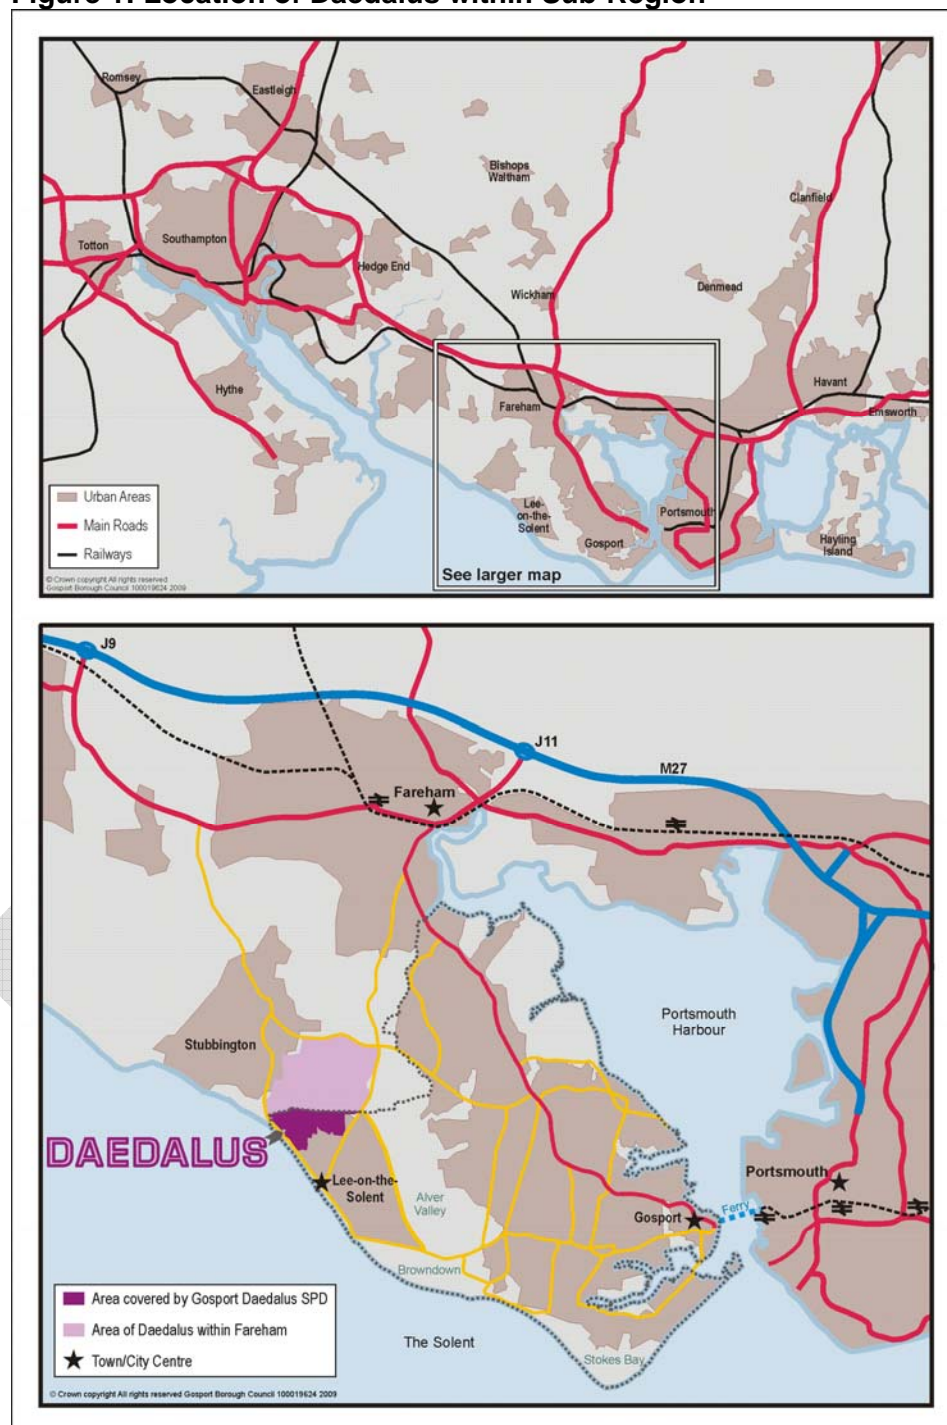 Figure 1: Location of Daedalus within Sub-Region
Romsey
Eastleigh
Bishops
Waltham
Clanfield
Totton
Southampton
Hedge End
Wickham
Denmead
Hythe
Fareham
Havant
Emsworth
Lee-
on-the-
Solent
Gosport
Portsmouth
Hayling
Island
Urban Areas
Main Roads
Railways
© Crown copyright All rights reserved
Gosport Borough Council 100019624 2009
See larger map
J9
J11
M27
Fareham
Portsmouth
Harbour
Stubbington
DAEDALUS
Lee-on-the-
Solent
Alver
Valley
Portsmouth
Ferry
Gosport
Browndown
The Solent
Stokes Bay
Area covered by Gosport Daedalus SPD
Area of Daedalus within Fareham
Town/City Centre
© Crown copyright All rights reserved Gosport Borough Council 100019624 2009